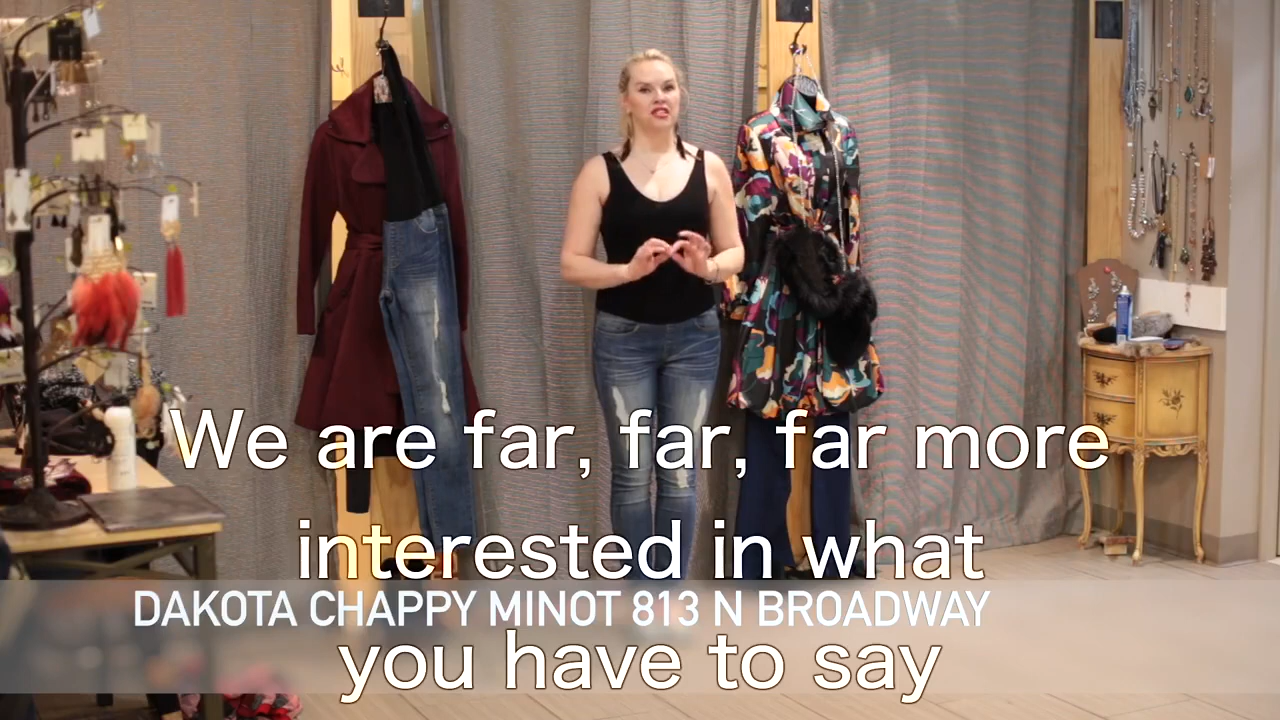 We are far, far, far more
interested in what
DAKOTA CHAPPY MINOT 813 N BROADWAY
you have to say